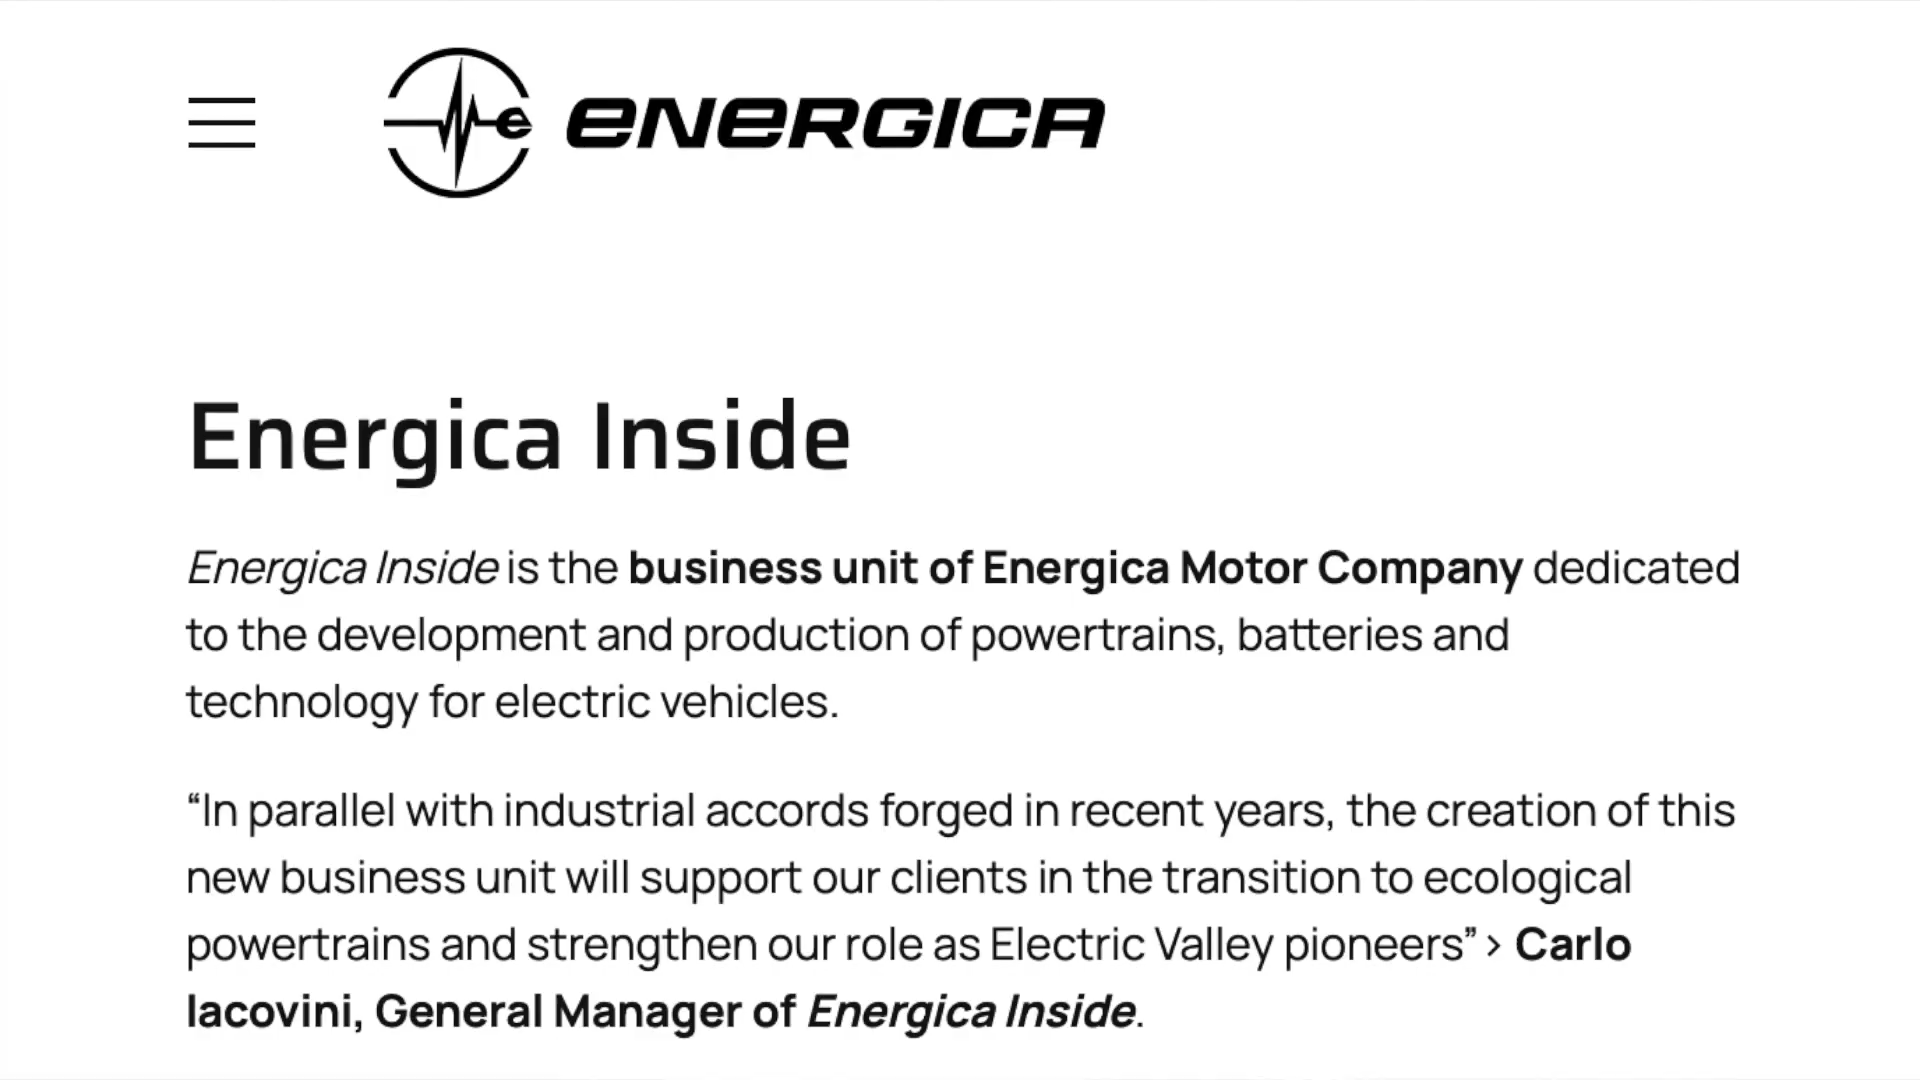 e ENERGICA
Energica Inside
Energica Inside is the business unit of Energica Motor Company dedicated
to the development and production of powertrains, batteries and
technology for electric vehicles.
“In parallel with industrial accords forged in recent years, the creation of this
new business unit will support our clients in the transition to ecological
powertrains and strengthen our role as Electric Valley pioneers” > Carlo
Iacovini, General Manager of Energica Inside.